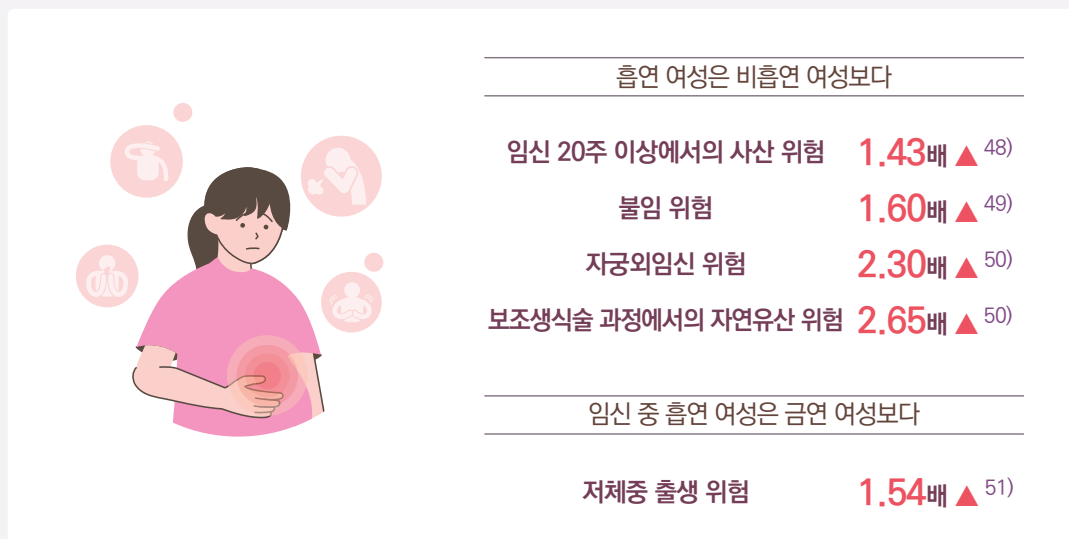 흡연 여성은 비흡연 여성보다
임신 20주 이상에서의 사산 위험 1.43배 ▲ 48)
불임 위험 1.60배 ▲ 49)
자궁외임신 위험 2.30배 ▲ 50)
보조생식술 과정에서의 자연유산 위험 2.65배 ▲ 50)
임신 중 흡연 여성은 금연 여성보다
저체중 출생 위험 1.54배 ▲ 51)